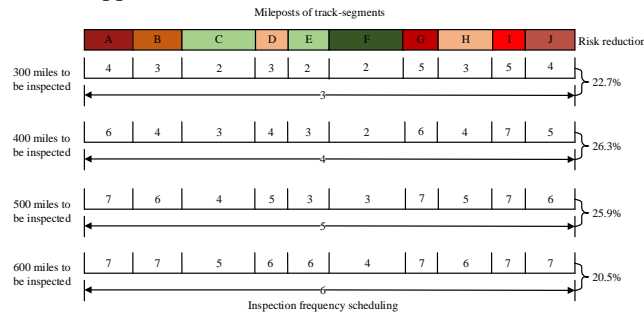 Mileposts of track-segments
A B C D E F G H I J Risk reduction
300 miles to
be inspected
4 3 2 3 2 2 5 3 5 4
3
22.7%
400 miles to
be inspected
6 4 3 4 3 2 6 4 7 5
4
26.3%
500 miles to
be inspected
7 6 4 5 3 3 7 5 7 6
5
25.9%
600 miles to
be inspected
7 7 5 6 6 4 7 6 7 7
6
20.5%
Inspection frequency scheduling